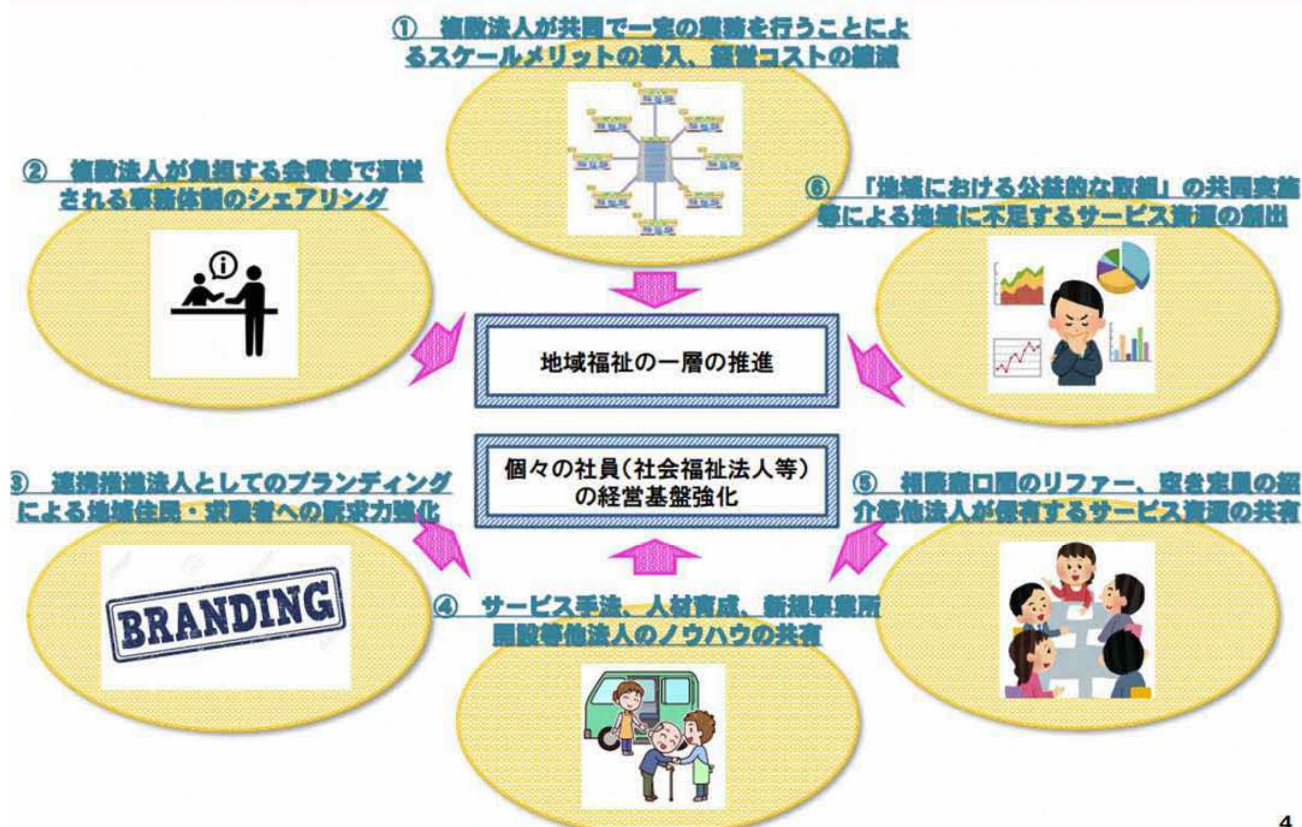 ① 複数法人が共同で一定の業務を行うことによ
るスケールメリットの導入、経営コストの縮減
② 複数法人が負担する会費等で運営
される事務体制のシェアリング
⑥ 「地域における公益的な取組」の共同実施
等による地域に不足するサービス資源の創出
地域福祉の一層の推進
個々の社員(社会福祉法人等)
の経営基盤強化
③ 連携推進法人としてのブランディング
による地域住民・求職者への訴求力強化
BRANDING
④ サービス手法、人材育成、新規事業所
開設等他法人のノウハウの共有
⑤ 相談窓口間のリファー、空き定員の紹
介等他法人が保有するサービス資源の共有
4